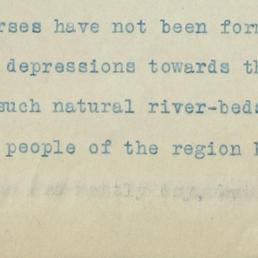 rses have not been for
depressions towards th
such natural river-beds
people of the region